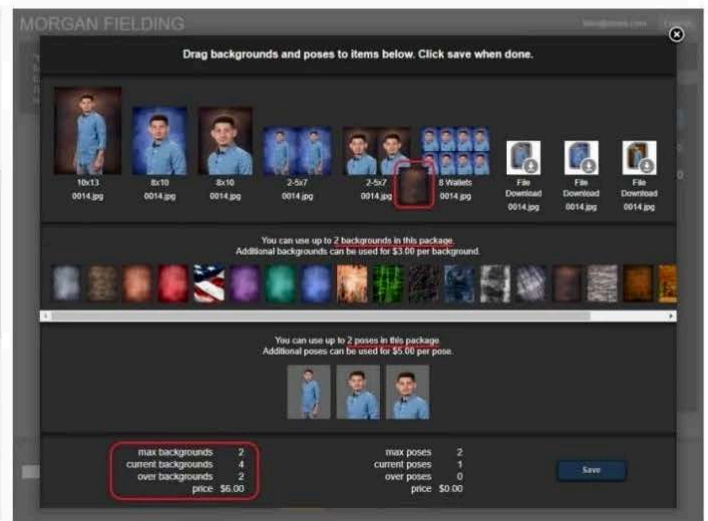 MORGAN FIELDING
Drag backgrounds and poses to items below. Click save when done.
10x13 8x10 8x10 2-5x7 2-5x7 8 Wallets File Download File Download File Download
0014.jpg 0014.jpg 0014.jpg 0014.jpg 0014.jpg 0014.jpg 0014.jpg 0014.jpg 0014.jpg
You can use up to 2 backgrounds in this package.
Additional backgrounds can be used for $3.00 per background.
You can use up to 2 poses in this package
Additional poses can be used for $5.00 per pose.
max backgrounds 2
current backgrounds 4
over backgrounds 2
price $6.00
max poses 2
current poses 1
over poses 0
price $0.00
Save